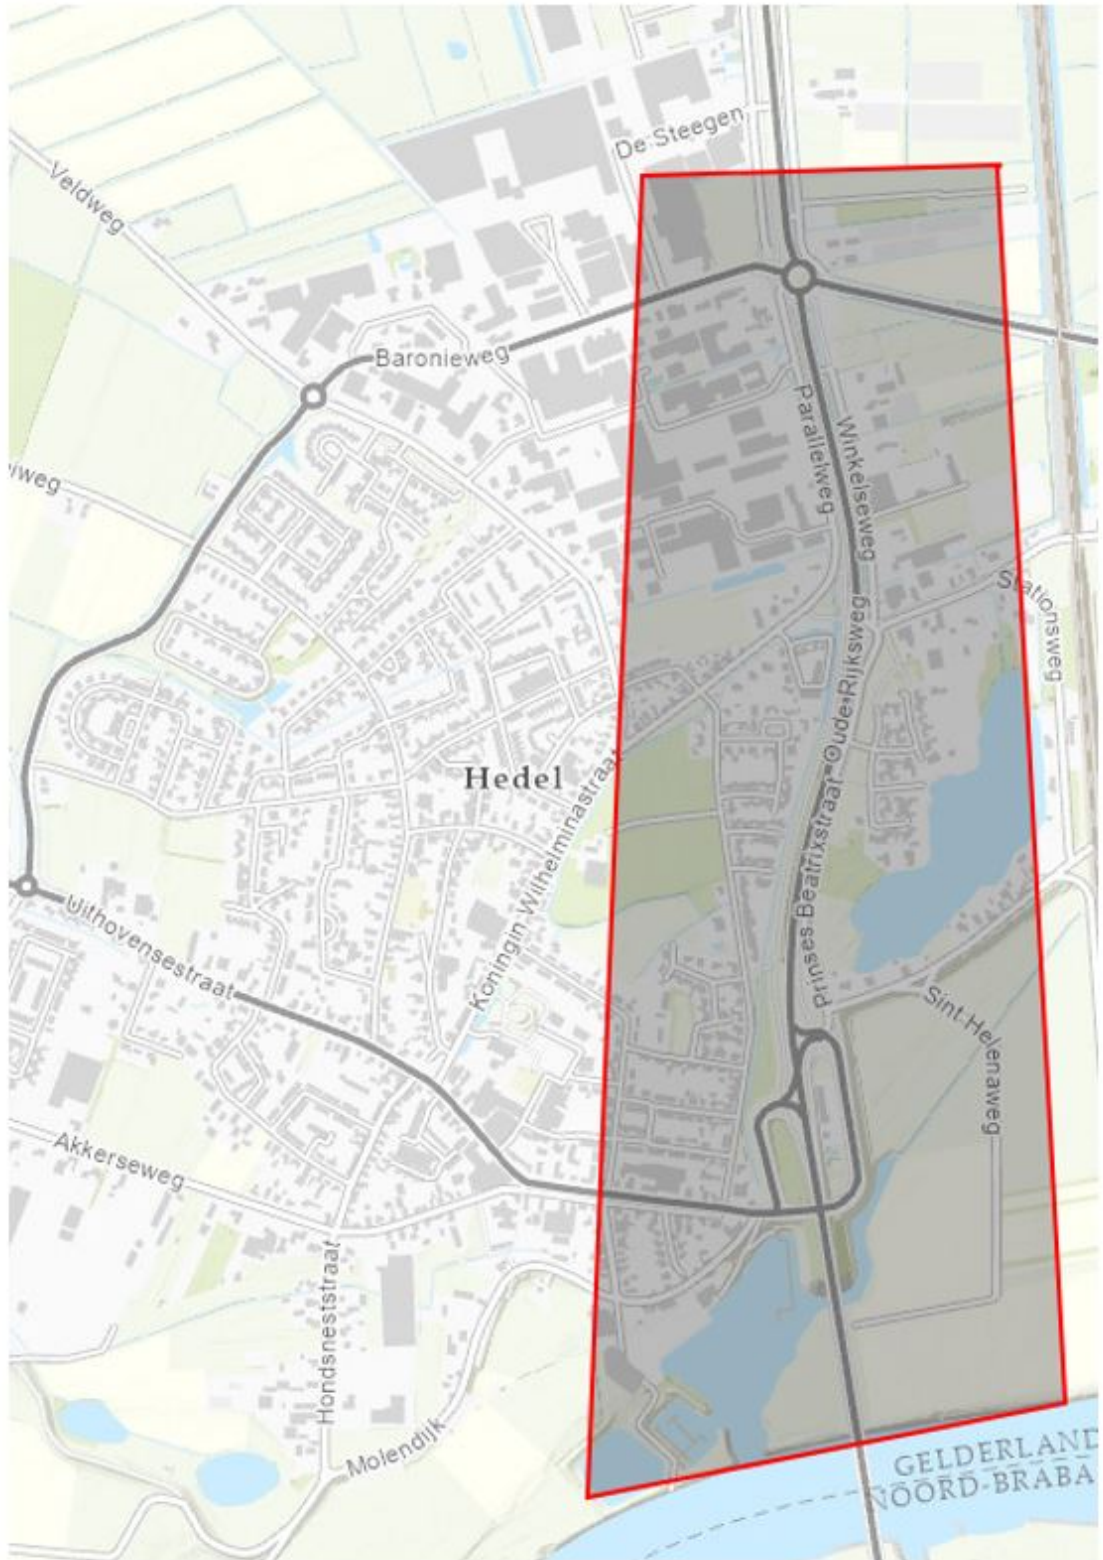 De Steegen
Veldweg
Baronieweg
Parallelweg
Winkelseweg
iweg
Stationsweg
Prinses Beatrixstraat
Oude Rijksweg
Hedel
Koningin Wilhelminastraat
Uithovensestraat
Sint Helenaweg
Akkerseweg
Hondsneststraat
Molendijk
GELDERLAND
NOORD-BRABA